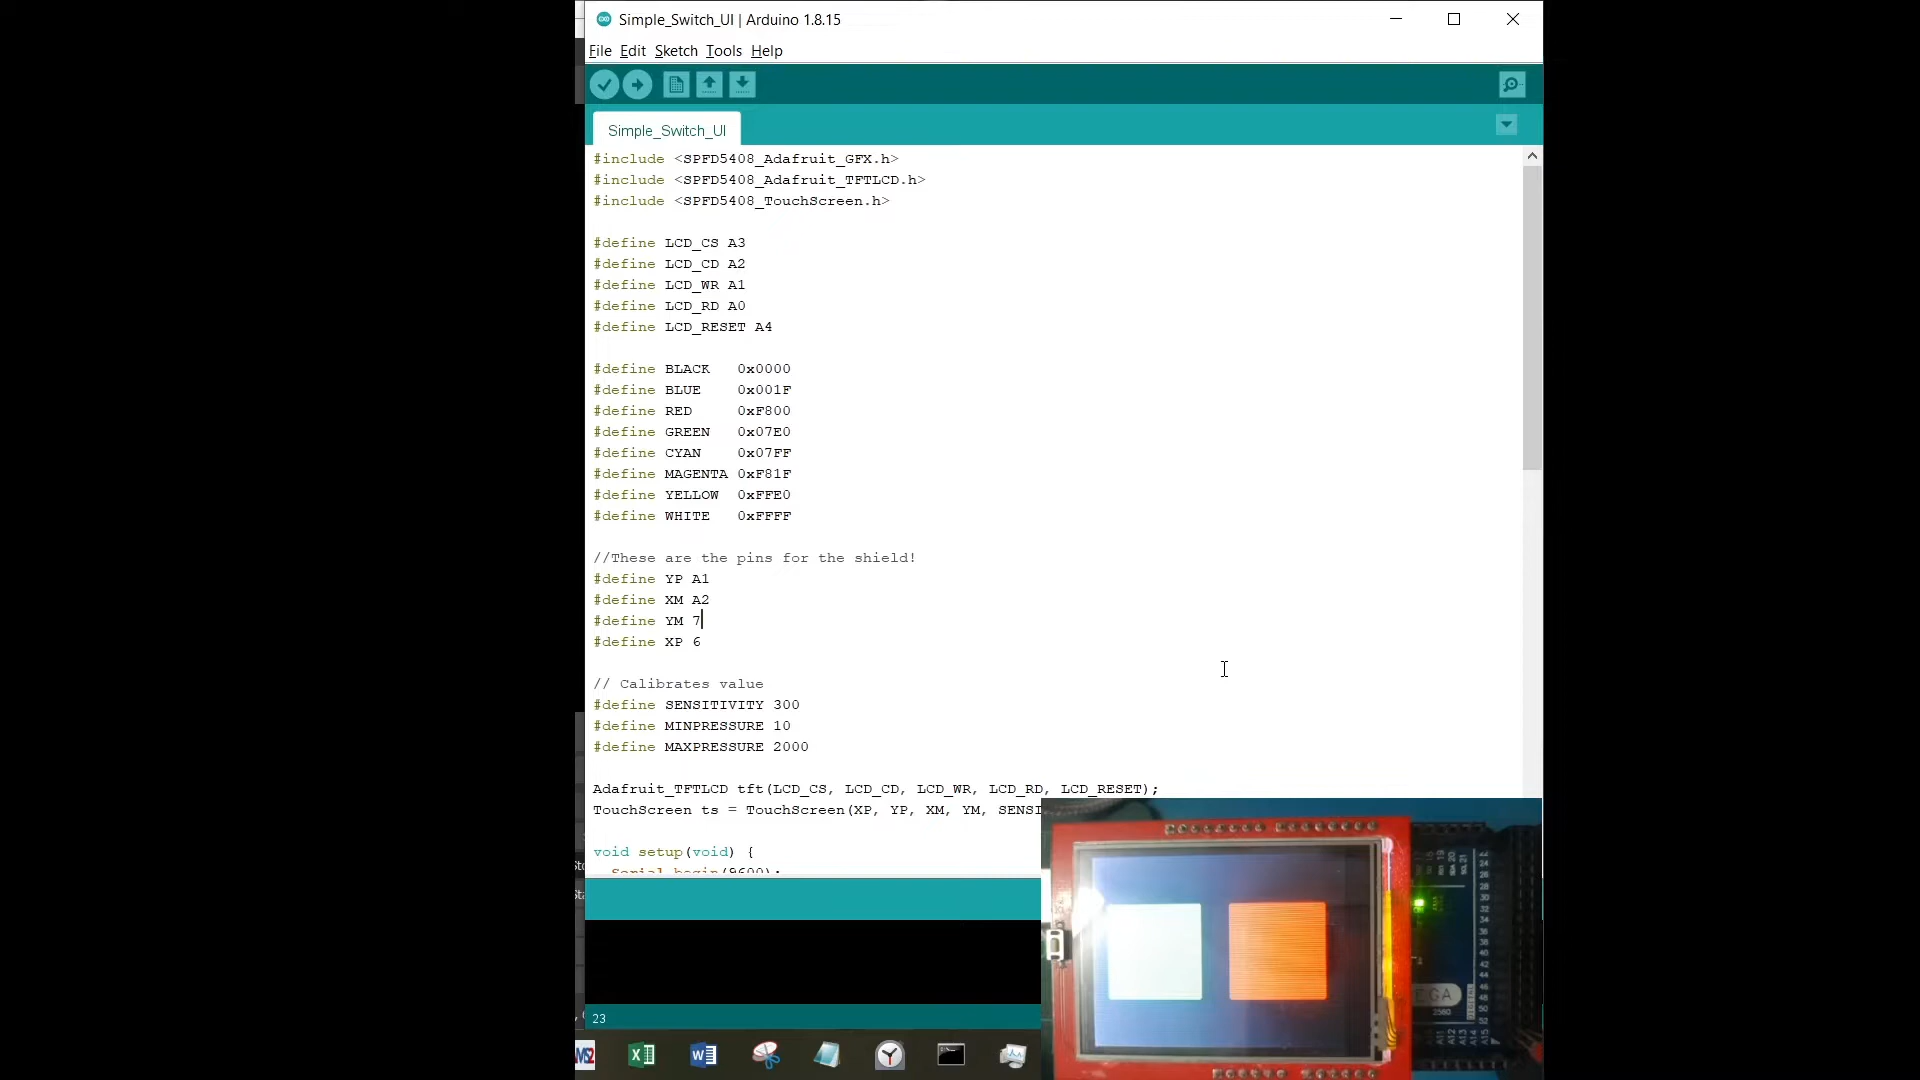 Simple_Switch_UI | Arduino 1.8.15
File Edit Sketch Tools Help
Simple_Switch_UI
#include <SPFD5408_Adafruit_GFX.h>
#include <SPFD5408_Adafruit_TFTLCD.h>
#include <SPFD5408_TouchScreen.h>
#define LCD_CS A3
#define LCD_CD A2
#define LCD_WR A1
#define LCD_RD A0
#define LCD_RESET A4
#define BLACK   0x0000
#define BLUE    0x001F
#define RED     0xF800
#define GREEN   0x07E0
#define CYAN    0x07FF
#define MAGENTA 0xF81F
#define YELLOW  0xFFE0
#define WHITE   0xFFFF
//These are the pins for the shield!
#define YP A1
#define XM A2
#define YM 7
#define XP 6
// Calibrates value
#define SENSITIVITY 300
#define MINPRESSURE 10
#define MAXPRESSURE 2000
Adafruit_TFTLCD tft(LCD_CS, LCD_CD, LCD_WR, LCD_RD, LCD_RESET);
TouchScreen ts = TouchScreen(XP, YP, XM, YM, SENSI
void setup(void) {
Serial.begin(9600);
23